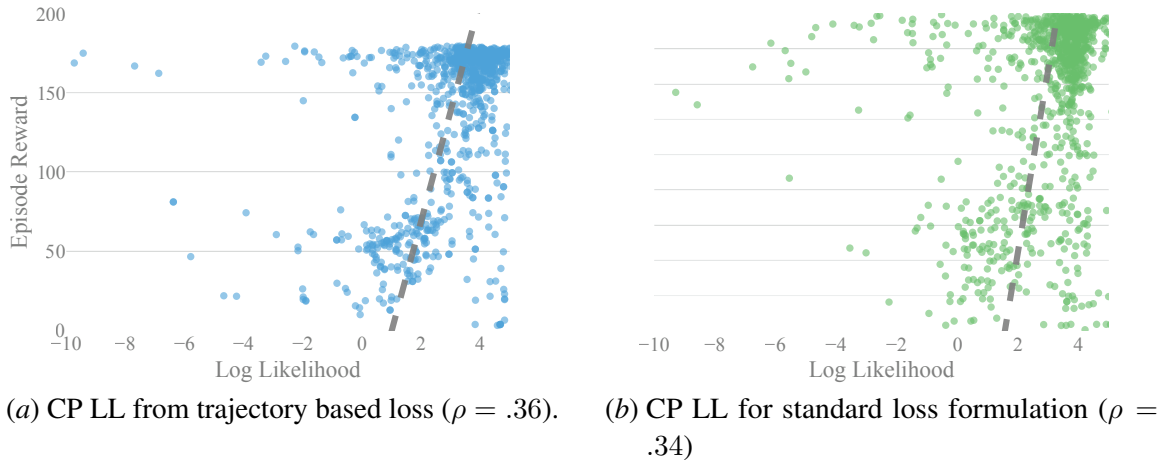 200
150
100
50
0
Episode Reward
−10 −8 −6 −4 −2 0 2 4
Log Likelihood
(a) CP LL from trajectory based loss (ρ = .36).
−10 −8 −6 −4 −2 0 2 4
Log Likelihood
(b) CP LL for standard loss formulation (ρ =
.34)